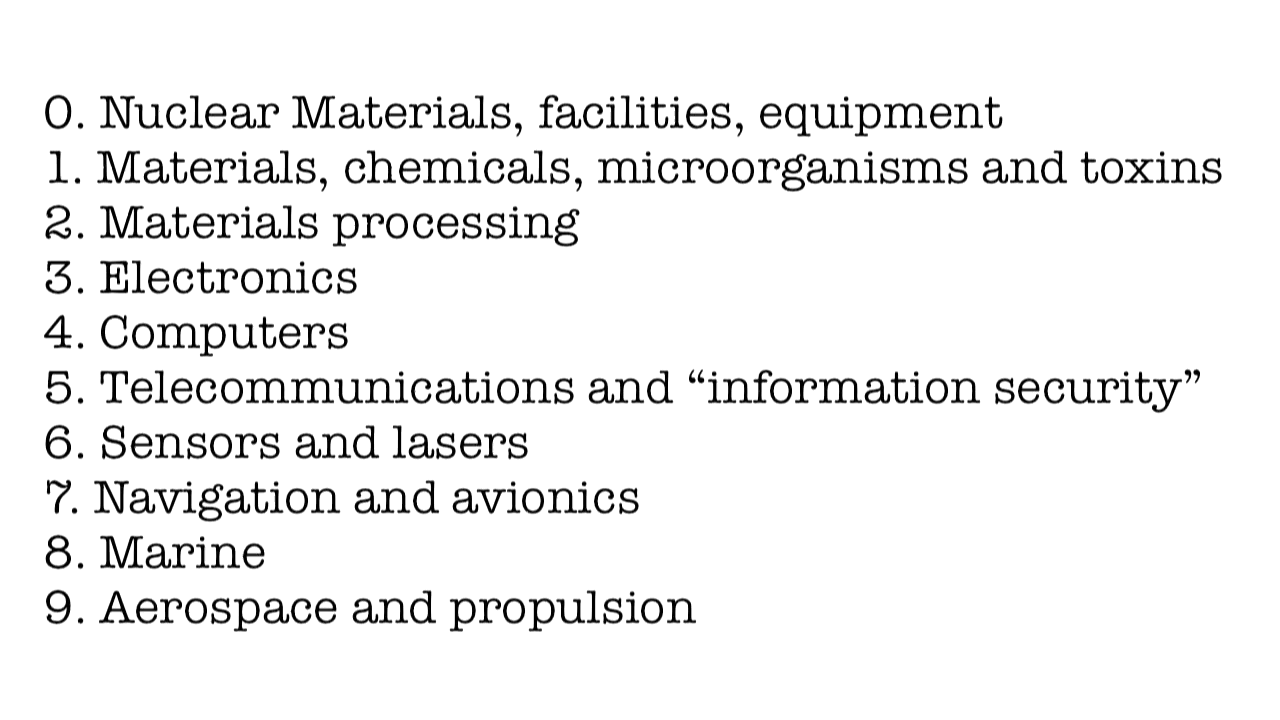 0. Nuclear Materials, facilities, equipment
1. Materials, chemicals, microorganisms and toxins
2. Materials processing
3. Electronics
4. Computers
5. Telecommunications and “information security”
6. Sensors and lasers
7. Navigation and avionics
8. Marine
9. Aerospace and propulsion